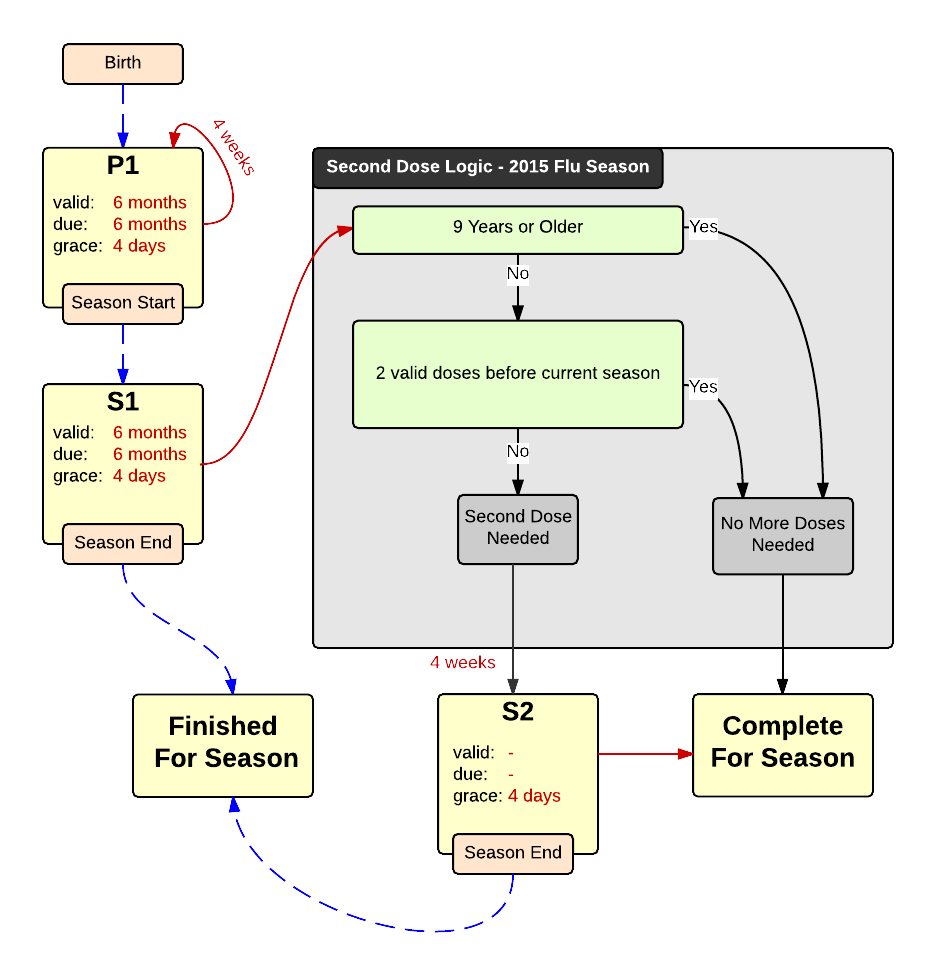 Birth
4 weeks
P1
valid: 6 months
due: 6 months
grace: 4 days
Season Start
S1
valid: 6 months
due: 6 months
grace: 4 days
Season End
Second Dose Logic - 2015 Flu Season
9 Years or Older
Yes
No
2 valid doses before current season
Yes
No
Second Dose
Needed
No More Doses
Needed
4 weeks
Finished
For Season
S2
valid: -
due: -
grace: 4 days
Season End
Complete
For Season